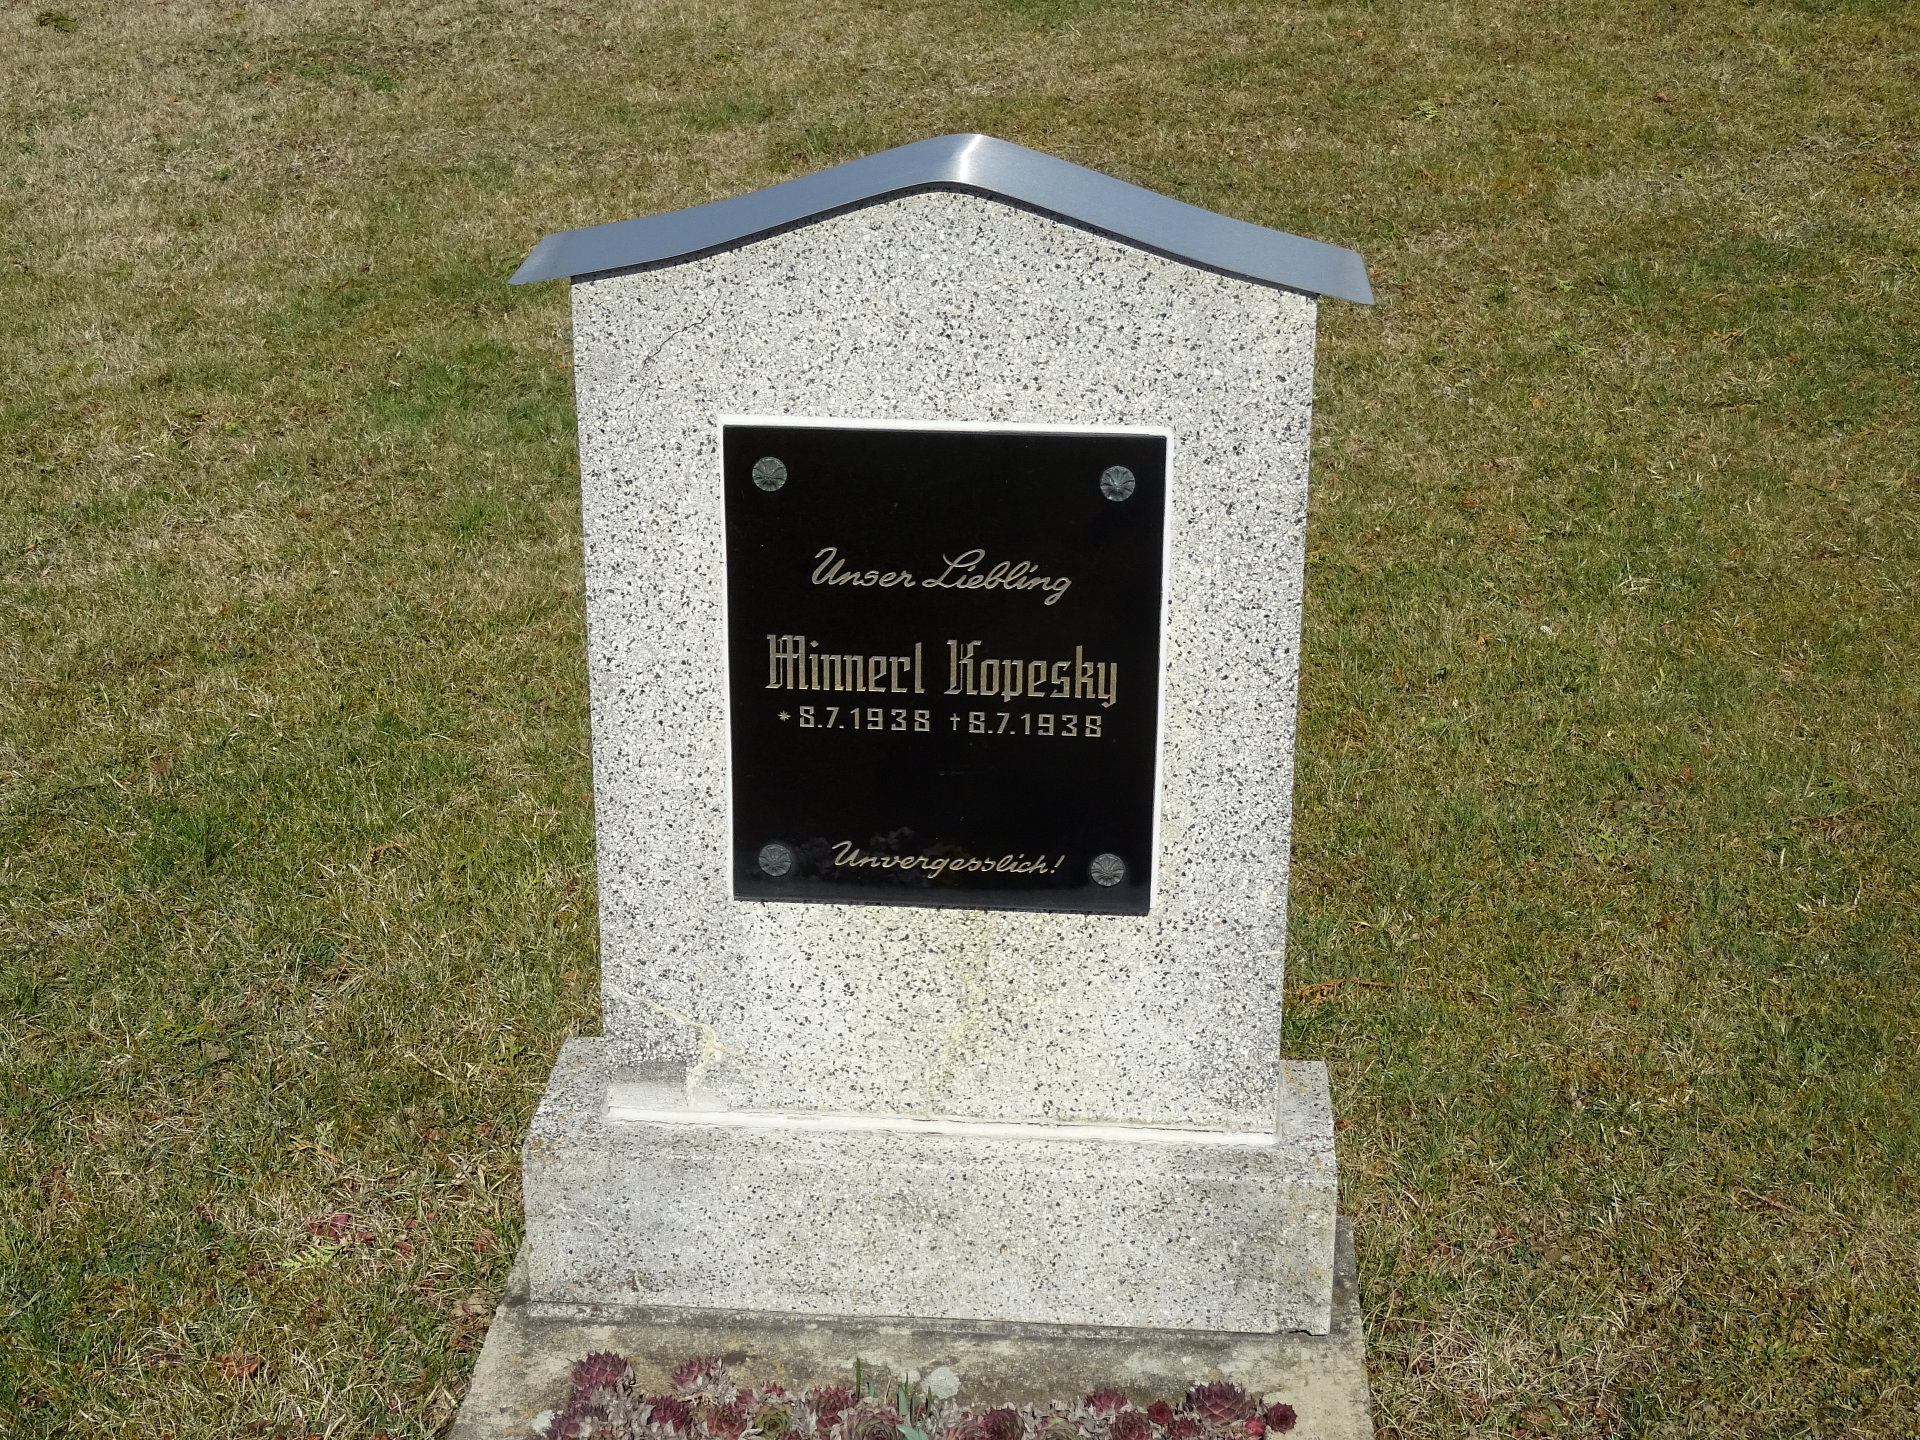 Unser Liebling
Minnerl Kopesky
* 8.7.1938 † 8.7.1938
Unvergesslich!